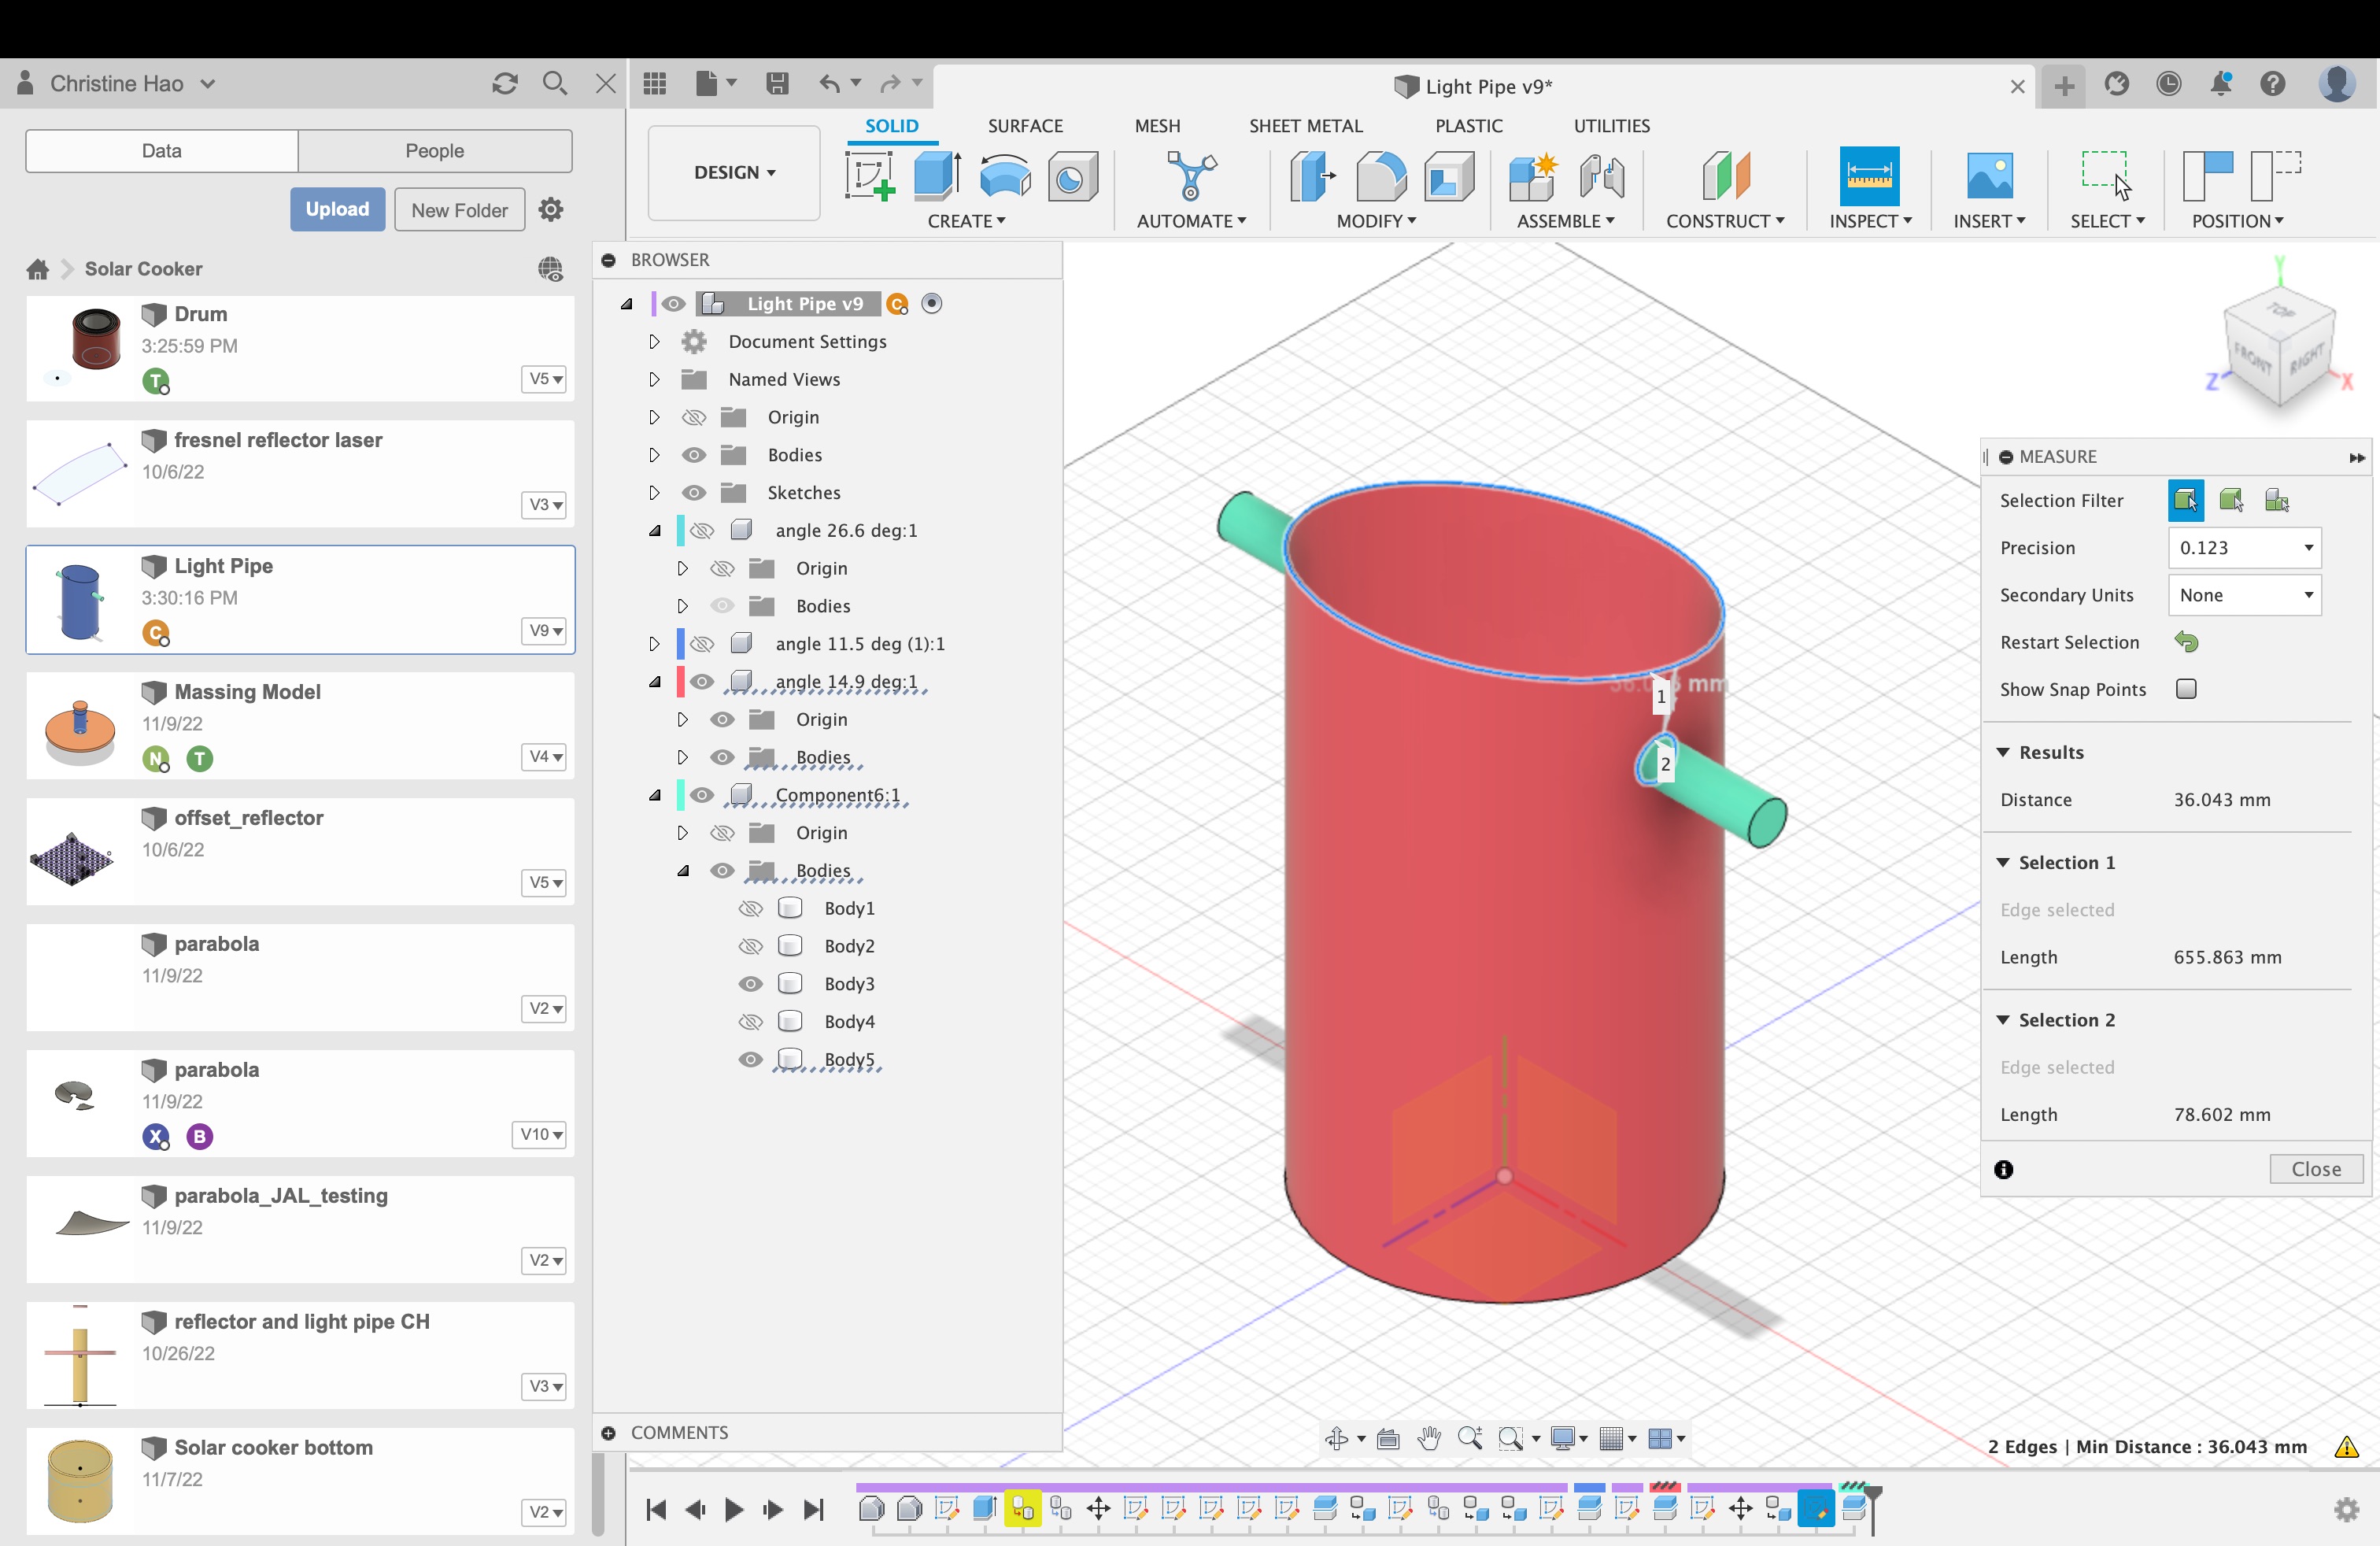 Christine Hao
Light Pipe v9*
Data
People
Upload
New Folder
Solar Cooker
Drum
3:25:59 PM
T
V5
fresnel reflector laser
10/6/22
V3
Light Pipe
3:30:16 PM
C
V9
Massing Model
11/9/22
N T
V4
offset_reflector
10/6/22
V5
parabola
11/9/22
V2
parabola
11/9/22
X B
V10
parabola_JAL_testing
11/9/22
V2
reflector and light pipe CH
10/26/22
V3
Solar cooker bottom
11/7/22
V2
DESIGN
SOLID
SURFACE
MESH
SHEET METAL
PLASTIC
UTILITIES
CREATE
AUTOMATE
MODIFY
ASSEMBLE
CONSTRUCT
INSPECT
INSERT
SELECT
POSITION
BROWSER
Light Pipe v9
C
Document Settings
Named Views
Origin
Bodies
Sketches
angle 26.6 deg:1
Origin
Bodies
angle 11.5 deg (1):1
angle 14.9 deg:1
Origin
Bodies
Component6:1
Origin
Bodies
Body1
Body2
Body3
Body4
Body5
COMMENTS
Y
TOP
FRONT
RIGHT
Z
X
mm
1
2
MEASURE
Selection Filter
Precision 0.123
Secondary Units None
Restart Selection
Show Snap Points
Results
Distance 36.043 mm
Selection 1
Edge selected
Length 655.863 mm
Selection 2
Edge selected
Length 78.602 mm
Close
2 Edges | Min Distance : 36.043 mm